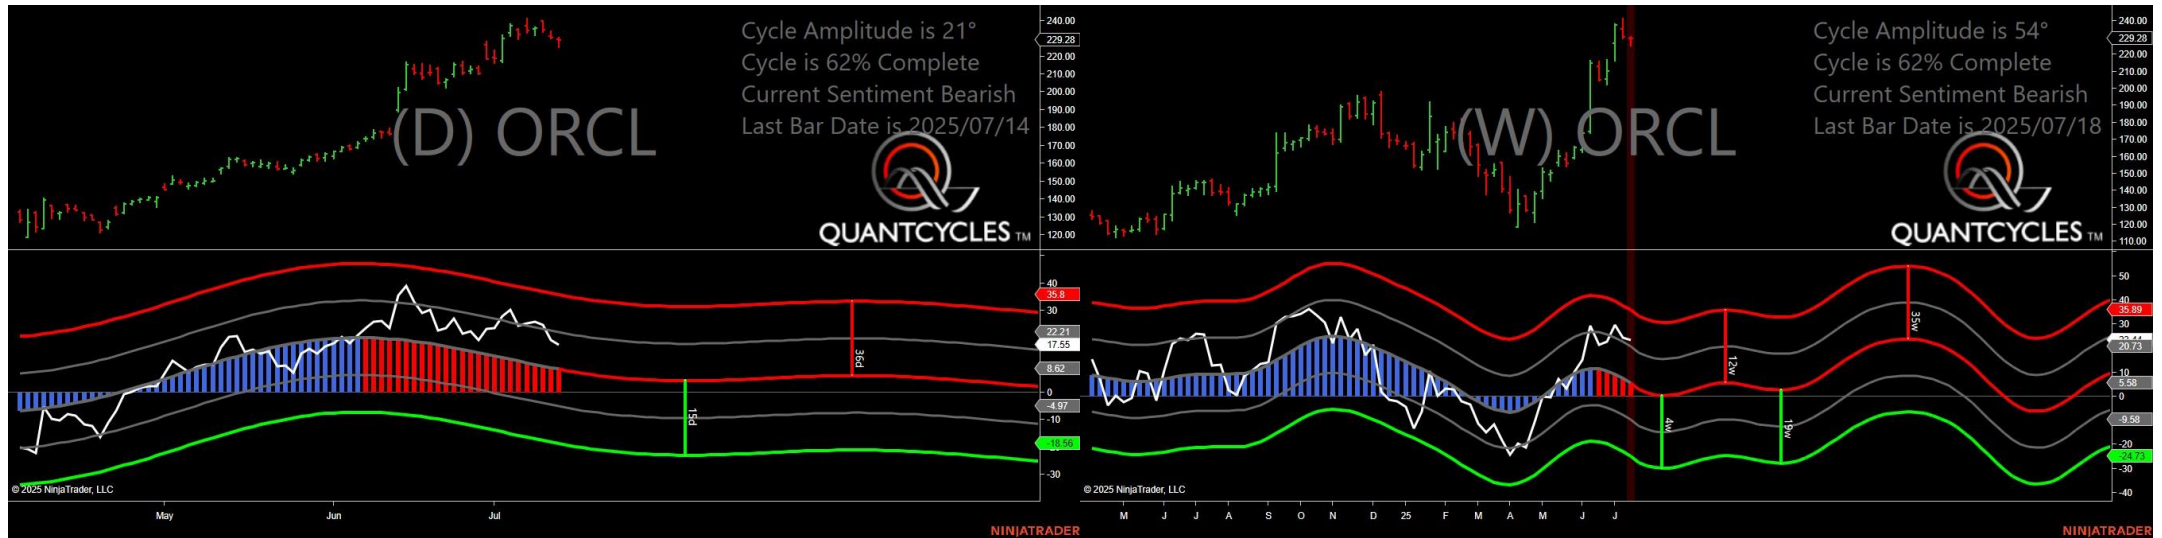 Cycle Amplitude is 21°
Cycle is 62% Complete
Current Sentiment Bearish
Last Bar Date is 2025/07/14
(D) ORCL
QUANTCYCLES TM
240.00
229.28
220.00
210.00
200.00
190.00
180.00
170.00
160.00
150.00
140.00
130.00
120.00
35.8
30
22.21
17.55
8.62
0
-4.97
-10
-18.56
-30
36d
15d
© 2025 NinjaTrader, LLC
May
Jun
Jul
NINJATRADER
Cycle Amplitude is 54°
Cycle is 62% Complete
Current Sentiment Bearish
Last Bar Date is 2025/07/18
(W) ORCL
QUANTCYCLES TM
240.00
229.28
220.00
210.00
200.00
190.00
180.00
170.00
160.00
150.00
140.00
130.00
120.00
110.00
50
40
35.89
30
20.73
10
5.58
0
-9.58
-20
-24.73
-30
-40
12w
35w
4w
19w
© 2025 NinjaTrader, LLC
M
J
J
A
S
O
N
D
25
F
M
A
M
J
J
NINJATRADER